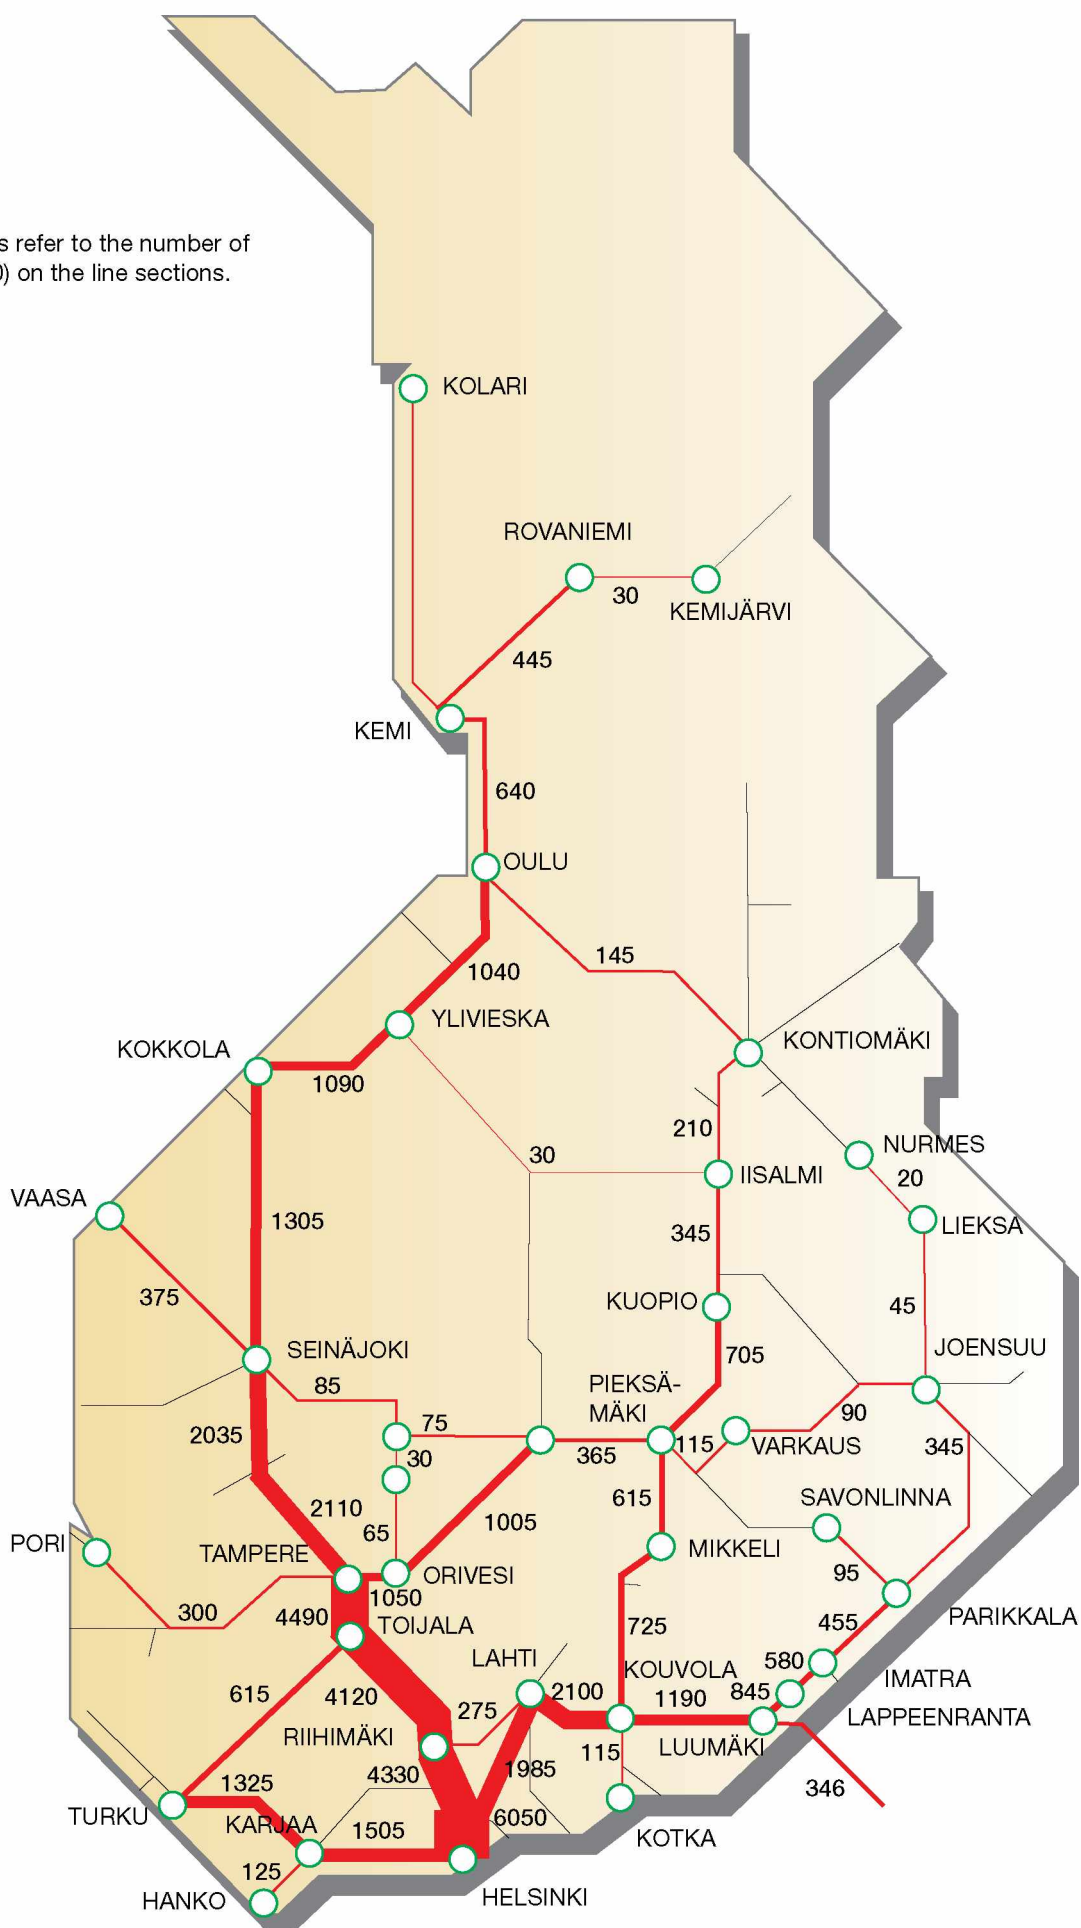 s refer to the number of
0) on the line sections.
KOLARI
ROVANIEMI
30
KEMIJÄRVI
445
KEMI
640
OULU
145
1040
YLIVIESKA
KONTIOMÄKI
KOKKOLA
1090
210
NURMES
30
IISALMI
20
VAASA
1305
345
LIEKSA
375
KUOPIO
45
SEINÄJOKI
705
JOENSUU
85
PIEKSÄ-
MÄKI
90
75
2035
365
115
VARKAUS
345
30
615
SAVONLINNA
2110
1005
65
PORI
TAMPERE
MIKKELI
ORIVESI
95
1050
300
4490
TOIJALA
725
455
PARIKKALA
LAHTI
KOUVOLA
580
IMATRA
615
4120
2100
1190
845
275
LAPPEENRANTA
RIIHIMÄKI
115
LUUMÄKI
1985
4330
1325
346
TURKU
KARJAA
6050
1505
KOTKA
125
HANKO
HELSINKI